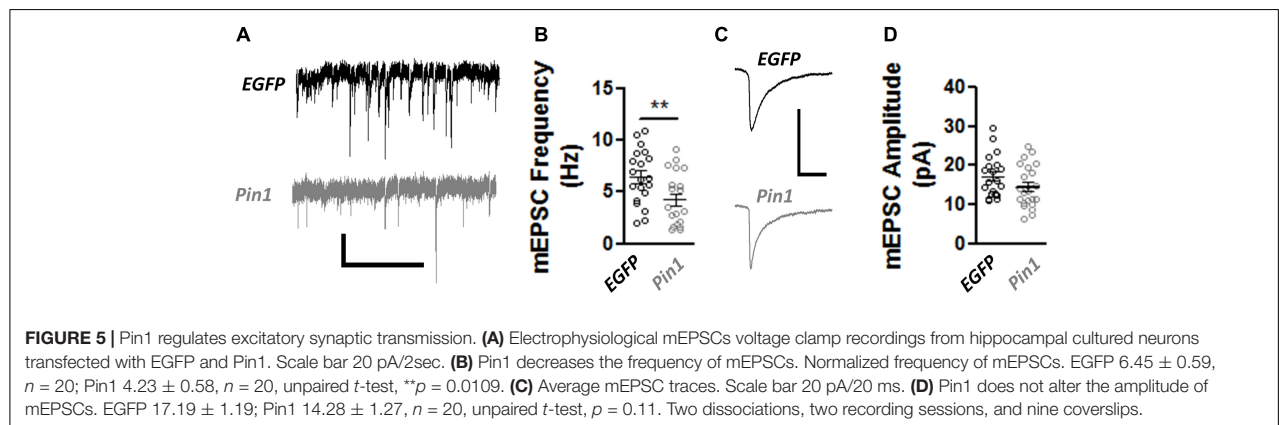 A
B
C
D
EGFP
Pin1
mEPSC Frequency
(Hz)
15
10
5
0
**
EGFP
Pin1
EGFP
Pin1
mEPSC Amplitude
(pA)
40
30
20
10
0
EGFP
Pin1
FIGURE 5 | Pin1 regulates excitatory synaptic transmission. (A) Electrophysiological mEPSCs voltage clamp recordings from hippocampal cultured neurons
transfected with EGFP and Pin1. Scale bar 20 pA/2sec. (B) Pin1 decreases the frequency of mEPSCs. Normalized frequency of mEPSCs. EGFP 6.45 ± 0.59,
n = 20; Pin1 4.23 ± 0.58, n = 20, unpaired t-test, **p = 0.0109. (C) Average mEPSC traces. Scale bar 20 pA/20 ms. (D) Pin1 does not alter the amplitude of
mEPSCs. EGFP 17.19 ± 1.19; Pin1 14.28 ± 1.27, n = 20, unpaired t-test, p = 0.11. Two dissociations, two recording sessions, and nine coverslips.